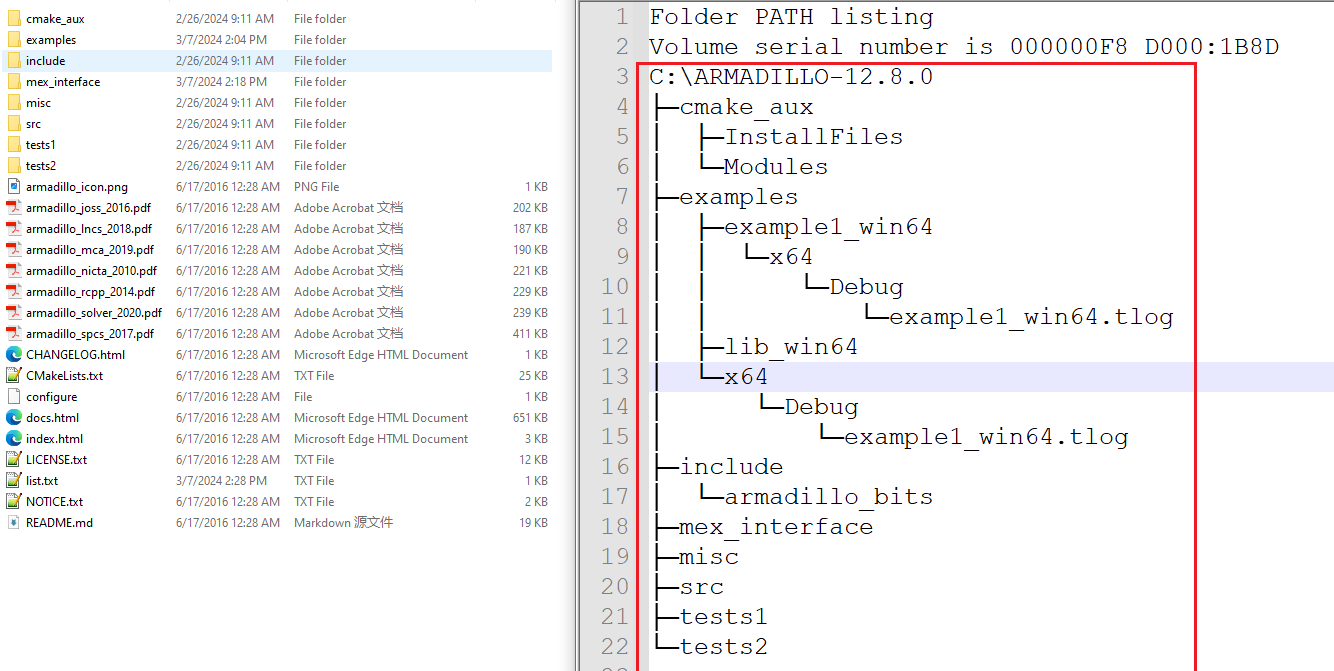 cmake_aux 2/26/2024 9:11 AM File folder
examples 3/7/2024 2:04 PM File folder
include 2/26/2024 9:11 AM File folder
mex_interface 3/7/2024 2:18 PM File folder
misc 2/26/2024 9:11 AM File folder
src 2/26/2024 9:11 AM File folder
tests1 2/26/2024 9:11 AM File folder
tests2 2/26/2024 9:11 AM File folder
armadillo_icon.png 6/17/2016 12:28 AM PNG File 1 KB
armadillo_joss_2016.pdf 6/17/2016 12:28 AM Adobe Acrobat 文档 202 KB
armadillo_lncs_2018.pdf 6/17/2016 12:28 AM Adobe Acrobat 文档 187 KB
armadillo_mca_2019.pdf 6/17/2016 12:28 AM Adobe Acrobat 文档 190 KB
armadillo_nicta_2010.pdf 6/17/2016 12:28 AM Adobe Acrobat 文档 221 KB
armadillo_rcpp_2014.pdf 6/17/2016 12:28 AM Adobe Acrobat 文档 229 KB
armadillo_solver_2020.pdf 6/17/2016 12:28 AM Adobe Acrobat 文档 239 KB
armadillo_spcs_2017.pdf 6/17/2016 12:28 AM Adobe Acrobat 文档 411 KB
CHANGELOG.html 6/17/2016 12:28 AM Microsoft Edge HTML Document 1 KB
CMakeLists.txt 6/17/2016 12:28 AM TXT File 25 KB
configure 6/17/2016 12:28 AM File 1 KB
docs.html 6/17/2016 12:28 AM Microsoft Edge HTML Document 651 KB
index.html 6/17/2016 12:28 AM Microsoft Edge HTML Document 3 KB
LICENSE.txt 6/17/2016 12:28 AM TXT File 12 KB
list.txt 3/7/2024 2:28 PM TXT File 1 KB
NOTICE.txt 6/17/2016 12:28 AM TXT File 2 KB
README.md 6/17/2016 12:28 AM Markdown 源文件 19 KB
1 Folder PATH listing
2 Volume serial number is 000000F8 D000:1B8D
3 C:\ARMADILLO-12.8.0
4 ├─cmake_aux
5 │  ├─InstallFiles
6 │  └─Modules
7 ├─examples
8 │  ├─example1_win64
9 │  │  └─x64
10 │  │      └─Debug
11 │  │          └─example1_win64.tlog
12 │  ├─lib_win64
13 │  └─x64
14 │      └─Debug
15 │          └─example1_win64.tlog
16 ├─include
17 │  └─armadillo_bits
18 ├─mex_interface
19 ├─misc
20 ├─src
21 ├─tests1
22 └─tests2